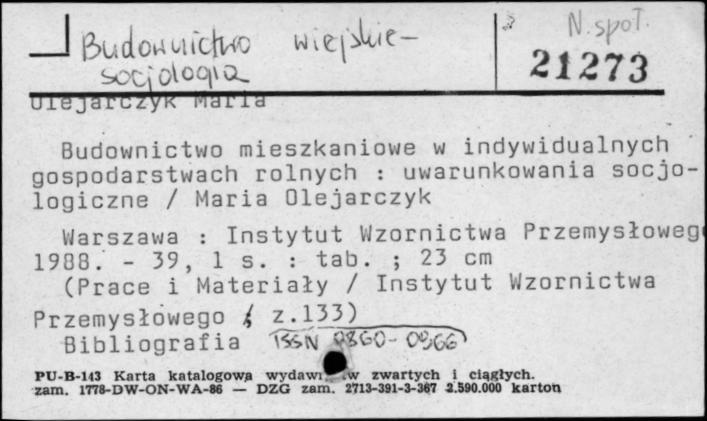 Budownictwo wiejskie-
socjologia
N. społ.
21273
Olejarczyk Maria
Budownictwo mieszkaniowe w indywidualnych
gospodarstwach rolnych : uwarunkowania socjo-
logiczne / Maria Olejarczyk
Warszawa : Instytut Wzornictwa Przemysłoweg
1988. - 39, 1 s. : tab. ; 23 cm
(Prace i Materiały / Instytut Wzornictwa
Przemysłowego ; z.133)
Bibliografia ISSN 0860-0966
PU-B-143 Karta katalogowa wydawn w zwartych i ciągłych.
zam. 1778-DW-ON-WA-86 — DZG zam. 2713-391-3-367 2.590.000 karton